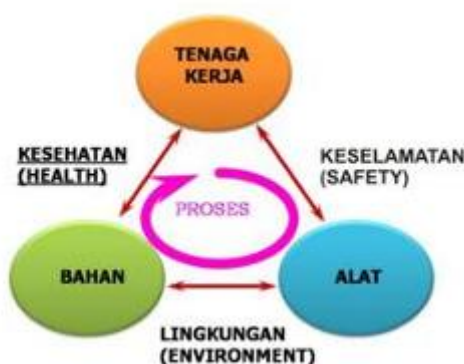 TENAGA
KERJA
KESEHATAN
(HEALTH)
KESELAMATAN
(SAFETY)
PROSES
BAHAN
ALAT
LINGKUNGAN
(ENVIRONMENT)